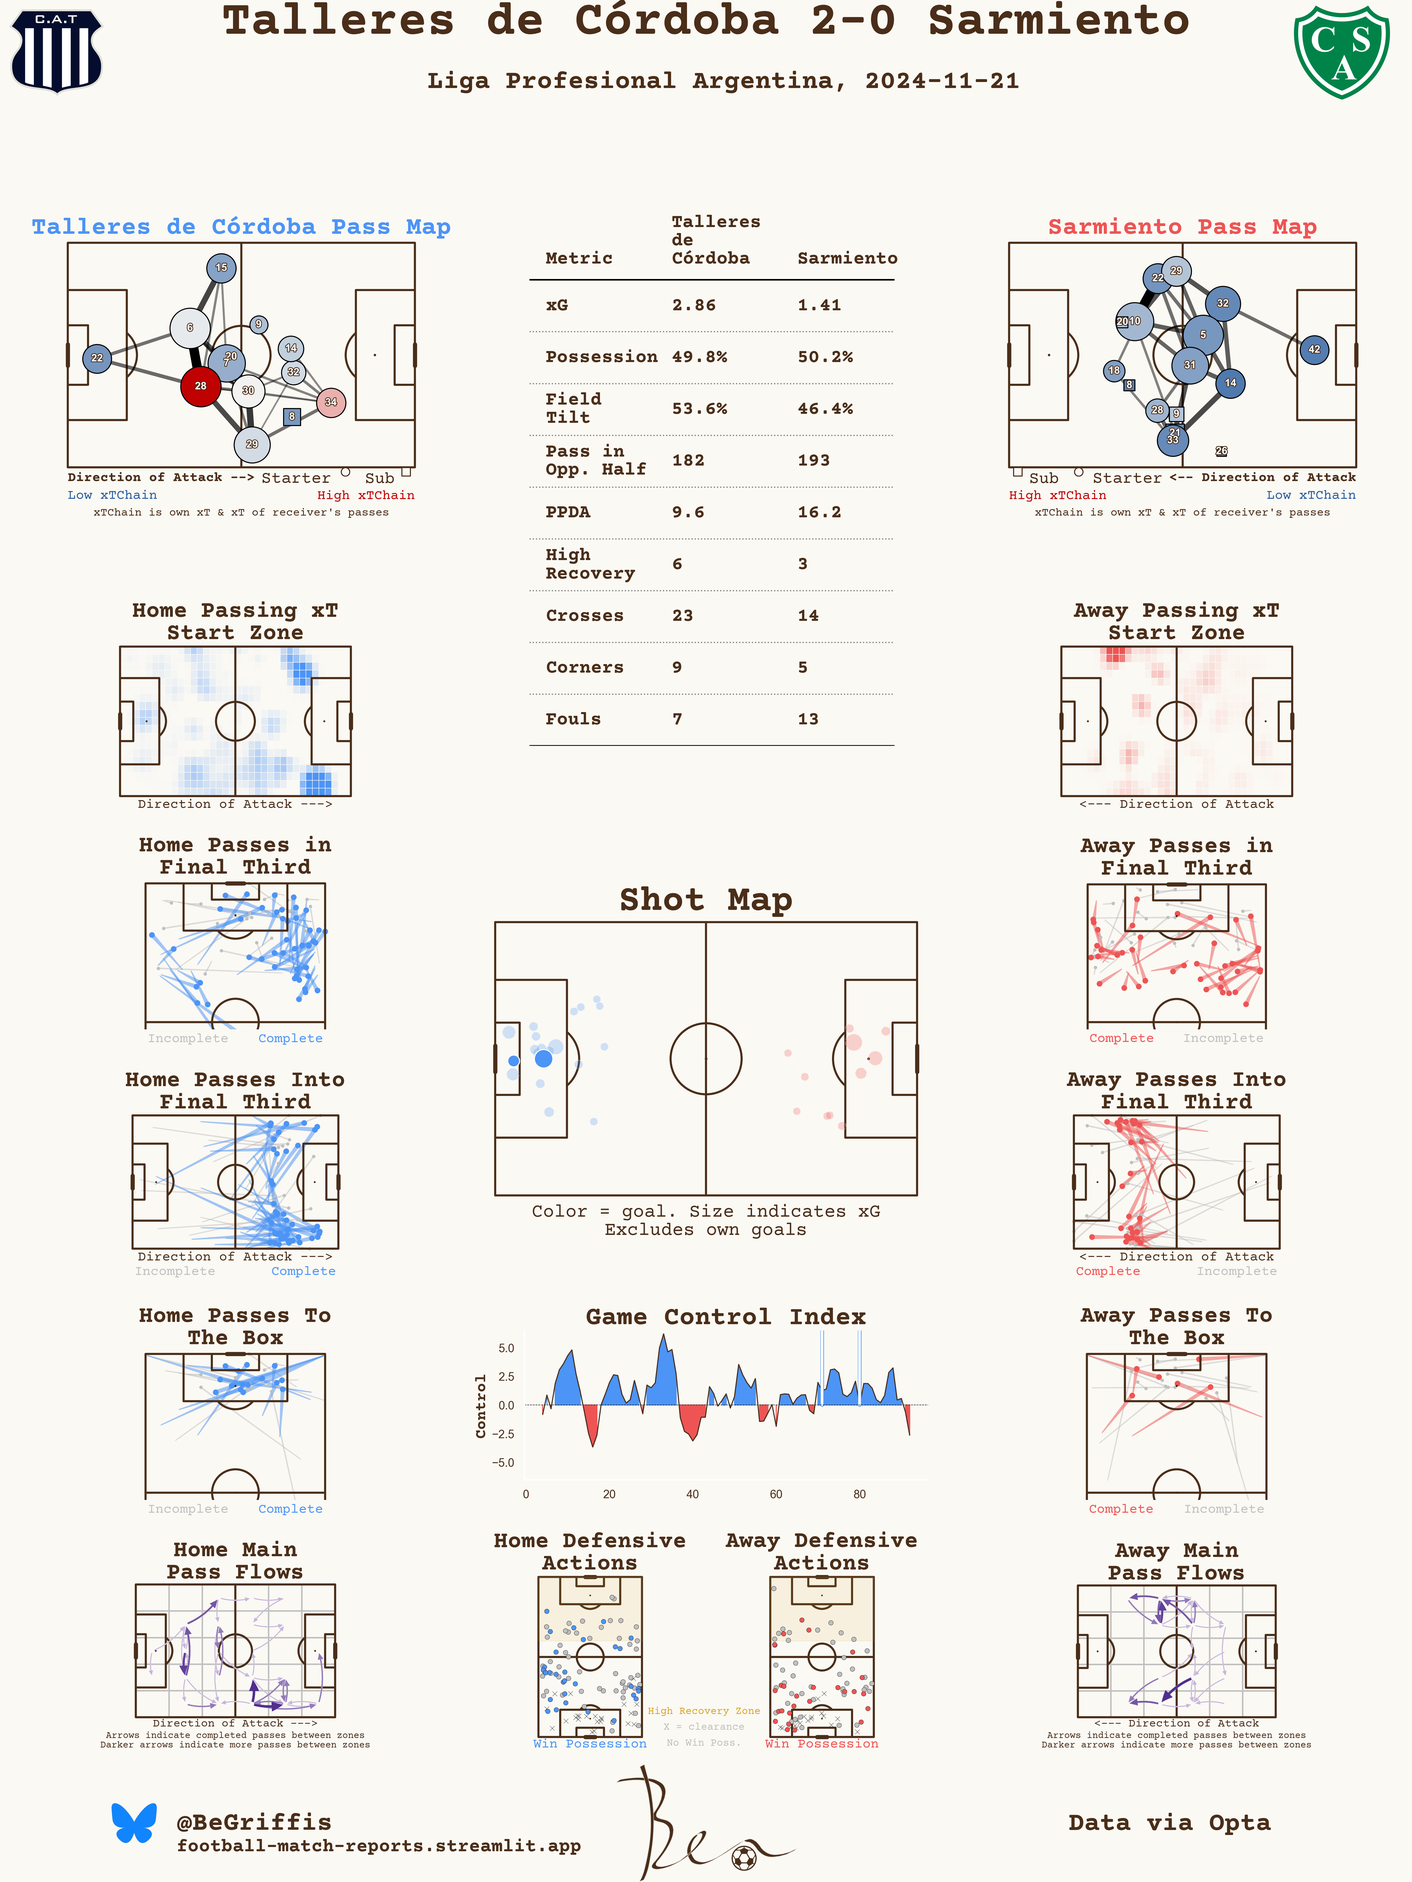 Talleres de Córdoba 2-0 Sarmiento
Liga Profesional Argentina, 2024-11-21
C.A.T
C S
A
Talleres de Córdoba Pass Map
15
6
9
22
20
7
14
32
28
30
34
8
29
Direction of Attack --> Starter Sub
Low xTChain High xTChain
xTChain is own xT & xT of receiver's passes
Metric Talleres de Córdoba Sarmiento
xG 2.86 1.41
Possession 49.8% 50.2%
Field Tilt 53.6% 46.4%
Pass in Opp. Half 182 193
PPDA 9.6 16.2
High Recovery 6 3
Crosses 23 14
Corners 9 5
Fouls 7 13
Sarmiento Pass Map
22
29
32
20
10
5
42
31
18
8
14
28
9
21
33
26
Sub Starter <-- Direction of Attack
High xTChain Low xTChain
xTChain is own xT & xT of receiver's passes
Home Passing xT
Start Zone
Direction of Attack --->
Away Passing xT
Start Zone
<--- Direction of Attack
Home Passes in
Final Third
Incomplete Complete
Away Passes in
Final Third
Complete Incomplete
Shot Map
Color = goal. Size indicates xG
Excludes own goals
Home Passes Into
Final Third
Direction of Attack --->
Incomplete Complete
Away Passes Into
Final Third
<--- Direction of Attack
Complete Incomplete
Home Passes To
The Box
Incomplete Complete
Game Control Index
Control
5.0
2.5
0.0
−2.5
−5.0
0 20 40 60 80
Away Passes To
The Box
Complete Incomplete
Home Main
Pass Flows
Direction of Attack --->
Arrows indicate completed passes between zones
Darker arrows indicate more passes between zones
Home Defensive
Actions
Win Possession
High Recovery Zone
X = clearance
No Win Poss.
Away Defensive
Actions
Win Possession
Away Main
Pass Flows
<--- Direction of Attack
Arrows indicate completed passes between zones
Darker arrows indicate more passes between zones
@BeGriffis
football-match-reports.streamlit.app
Ben
Data via Opta